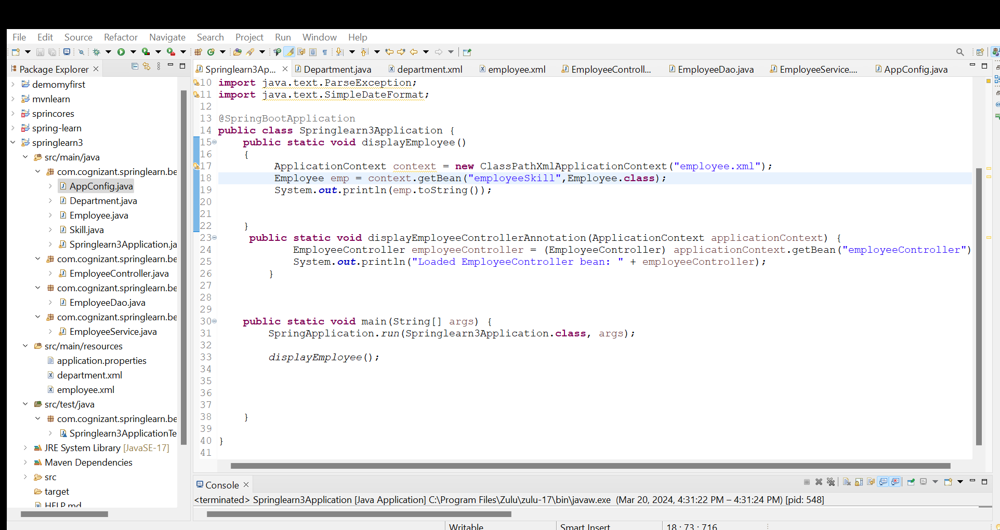 File Edit Source Refactor Navigate Search Project Run Window Help
Package Explorer
demomyfirst
mvnlearn
sprincores
spring-learn
springlearn3
src/main/java
com.cognizant.springlearn.be
AppConfig.java
Department.java
Employee.java
Skill.java
Springlearn3Application.ja
com.cognizant.springlearn.be
EmployeeController.java
com.cognizant.springlearn.be
EmployeeDao.java
com.cognizant.springlearn.be
EmployeeService.java
src/main/resources
application.properties
department.xml
employee.xml
src/test/java
com.cognizant.springlearn.be
Springlearn3ApplicationTe
JRE System Library [JavaSE-17]
Maven Dependencies
src
target
HELP.md
Springlearn3Ap... Department.java department.xml employee.xml EmployeeControll... EmployeeDao.java EmployeeService.... AppConfig.java
10 import java.text.ParseException;
11 import java.text.SimpleDateFormat;
12
13 @SpringBootApplication
14 public class Springlearn3Application {
15 public static void displayEmployee()
16 {
17 ApplicationContext context = new ClassPathXmlApplicationContext("employee.xml");
18 Employee emp = context.getBean("employeeSkill",Employee.class);
19 System.out.println(emp.toString());
20
21
22 }
23 public static void displayEmployeeControllerAnnotation(ApplicationContext applicationContext) {
24 EmployeeController employeeController = (EmployeeController) applicationContext.getBean("employeeController")
25 System.out.println("Loaded EmployeeController bean: " + employeeController);
26 }
27
28
29
30 public static void main(String[] args) {
31 SpringApplication.run(Springlearn3Application.class, args);
32
33 displayEmployee();
34
35
36
37
38 }
39
40 }
41
Console
<terminated> Springlearn3Application [Java Application] C:\Program Files\Zulu\zulu-17\bin\javaw.exe (Mar 20, 2024, 4:31:22 PM – 4:31:24 PM) [pid: 548]
Writable Smart Insert 18 : 73 : 716